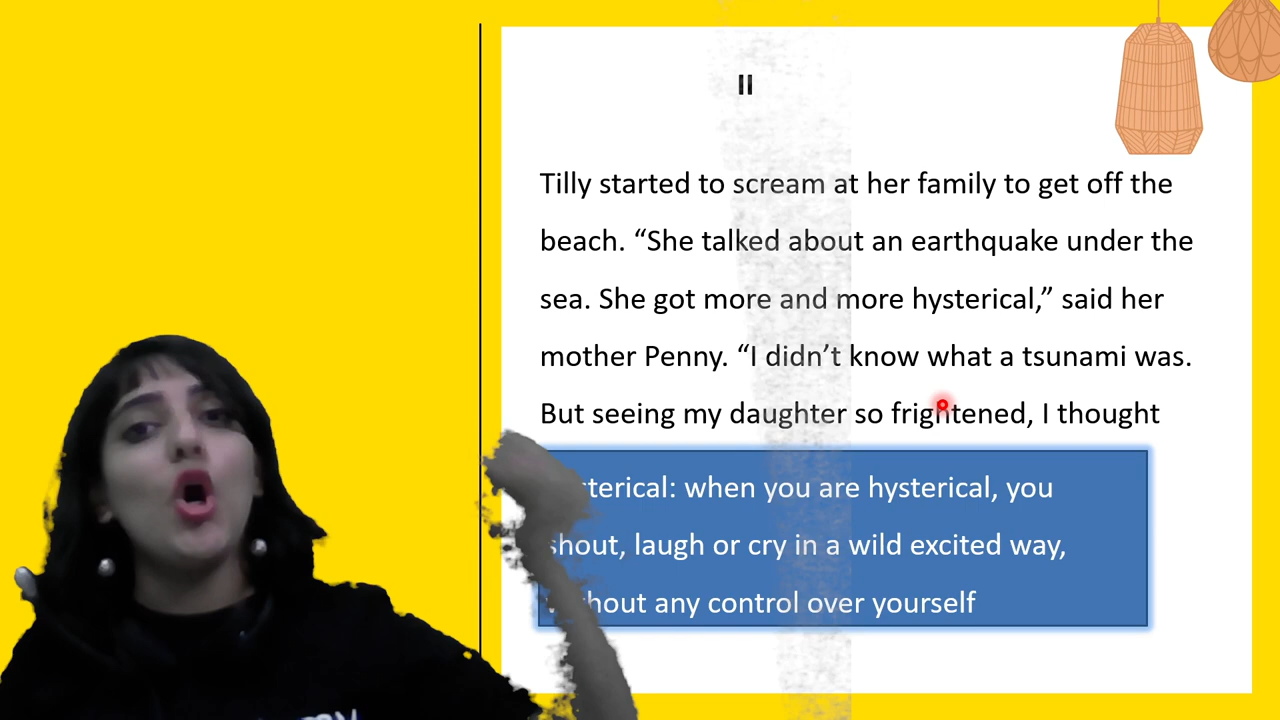 II
Tilly started to scream at her family to get off the
beach. “She talked about an earthquake under the
sea. She got more and more hysterical,” said her
mother Penny. “I didn’t know what a tsunami was.
But seeing my daughter so frightened, I thought
sterical: when you are hysterical, you
shout, laugh or cry in a wild excited way,
hout any control over yourself